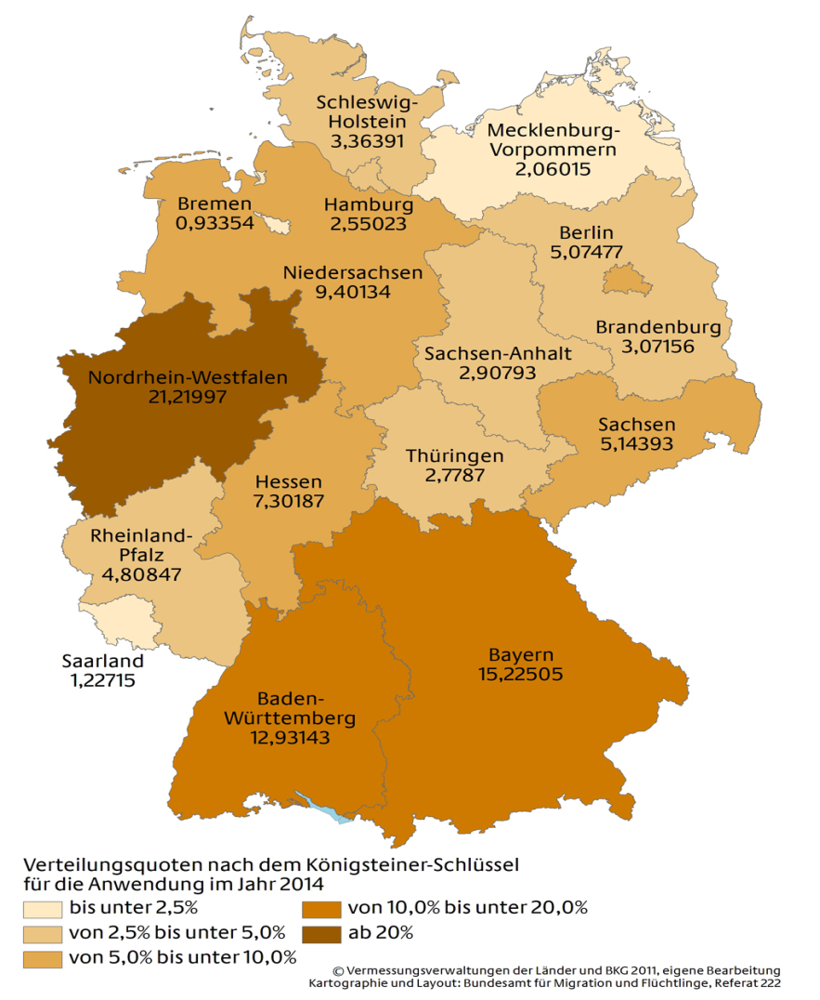 Schleswig-
Holstein
3,36391
Mecklenburg-
Vorpommern
2,06015
Bremen
0,93354
Hamburg
2,55023
Berlin
5,07477
Niedersachsen
9,40134
Brandenburg
3,07156
Sachsen-Anhalt
2,90793
Nordrhein-Westfalen
21,21997
Sachsen
5,14393
Thüringen
2,7787
Hessen
7,30187
Rheinland-
Pfalz
4,80847
Saarland
1,22715
Bayern
15,22505
Baden-
Württemberg
12,93143
Verteilungsquoten nach dem Königsteiner-Schlüssel
für die Anwendung im Jahr 2014
bis unter 2,5%
von 2,5% bis unter 5,0%
von 5,0% bis unter 10,0%
von 10,0% bis unter 20,0%
ab 20%
© Vermessungsverwaltungen der Länder und BKG 2011, eigene Bearbeitung
Kartographie und Layout: Bundesamt für Migration und Flüchtlinge, Referat 222